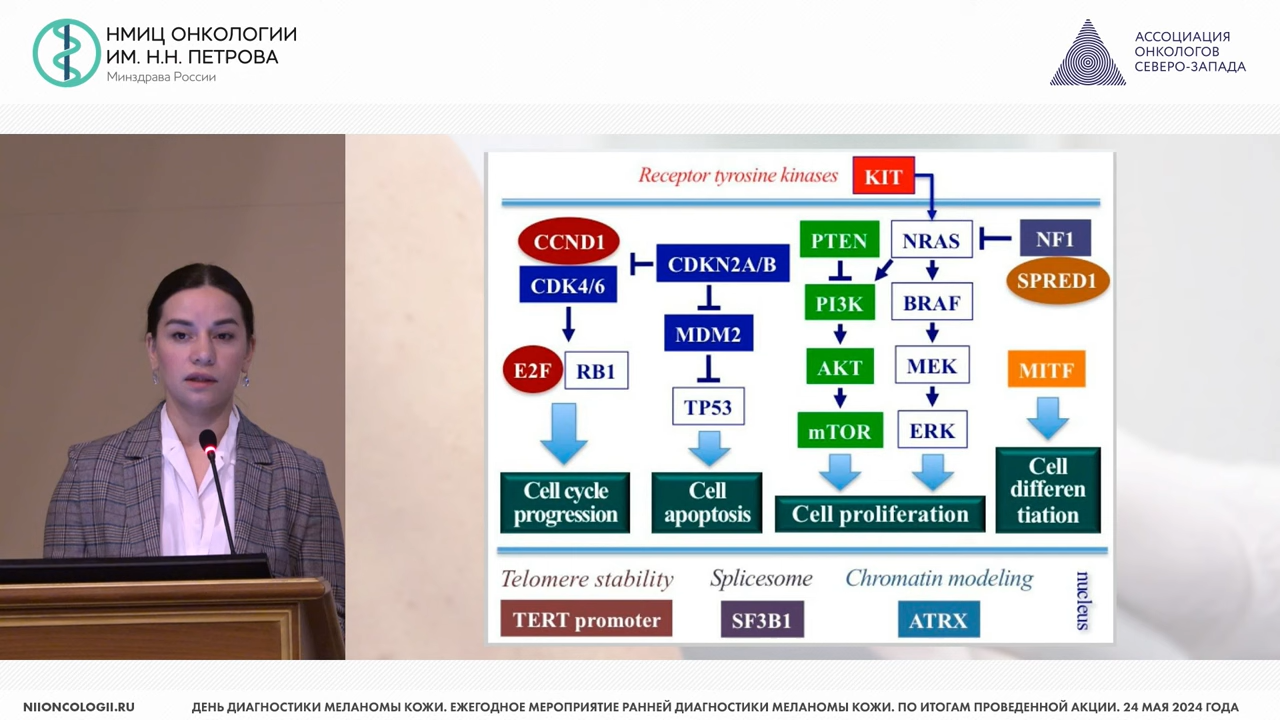 НМИЦ ОНКОЛОГИИ
ИМ. Н.Н. ПЕТРОВА
Минздрава России
АССОЦИАЦИЯ
ОНКОЛОГОВ
СЕВЕРО-ЗАПАДА
Receptor tyrosine kinases
KIT
CCND1
CDK4/6
CDKN2A/B
PTEN
NRAS
NF1
SPRED1
PI3K
BRAF
MDM2
E2F
RB1
TP53
AKT
MEK
MITF
mTOR
ERK
Cell cycle
progression
Cell
apoptosis
Cell proliferation
Cell
differen
tiation
Telomere stability
Splicesome
Chromatin modeling
nucleus
TERT promoter
SF3B1
ATRX
NIIONCOLOGII.RU
ДЕНЬ ДИАГНОСТИКИ МЕЛАНОМЫ КОЖИ. ЕЖЕГОДНОЕ МЕРОПРИЯТИЕ РАННЕЙ ДИАГНОСТИКИ МЕЛАНОМЫ КОЖИ. ПО ИТОГАМ ПРОВЕДЕННОЙ АКЦИИ. 24 МАЯ 2024 ГОДА